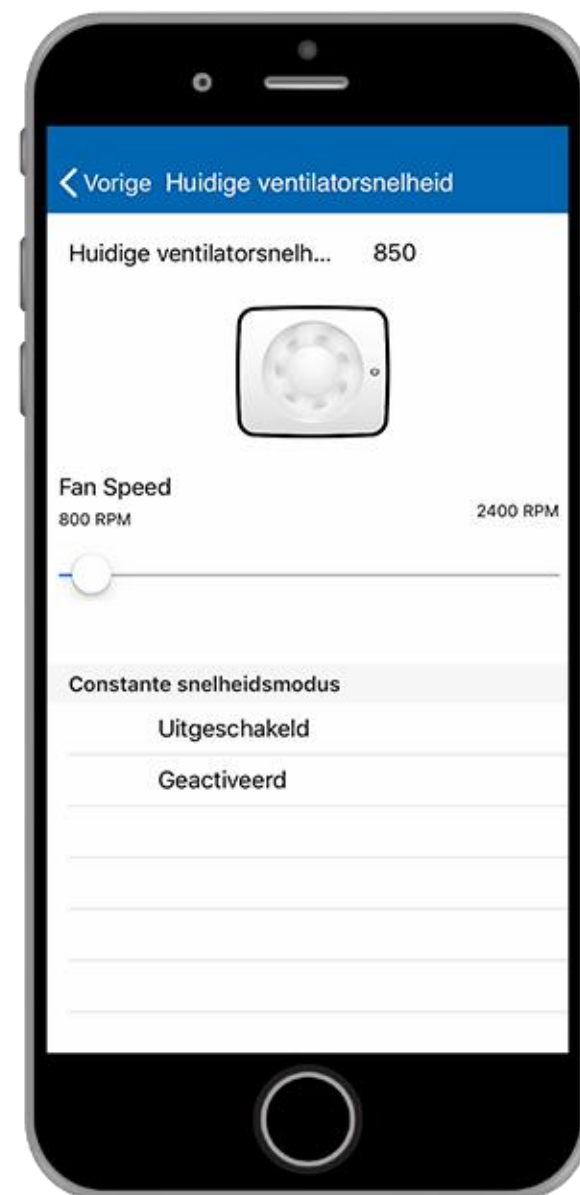 Vorige Huidige ventilatorsnelheid
Huidige ventilatorsnelh... 850
Fan Speed
800 RPM 2400 RPM
Constante snelheidsmodus
Uitgeschakeld
Geactiveerd